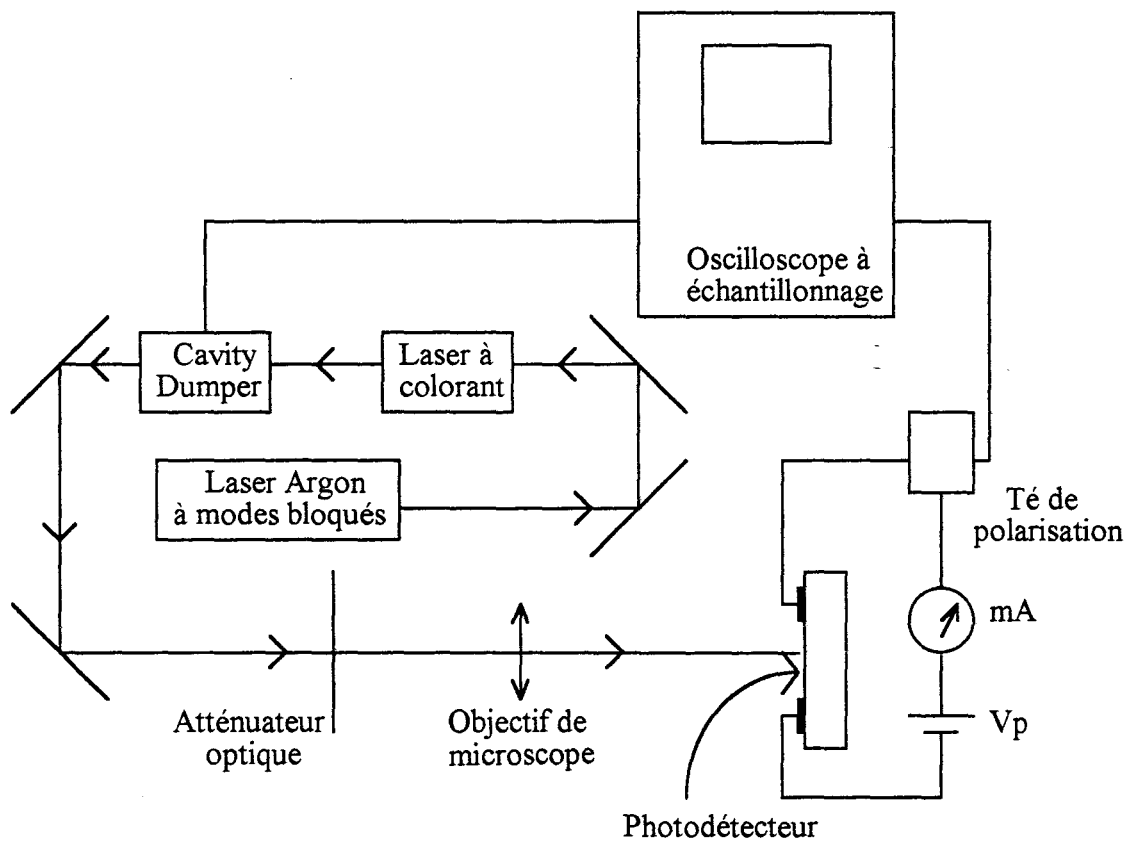 Oscilloscope à
échantillonnage
Cavity
Dumper
Laser à
colorant
Laser Argon
à modes bloqués
Té de
polarisation
mA
Atténuateur
optique
Objectif de
microscope
Vp
Photodétecteur